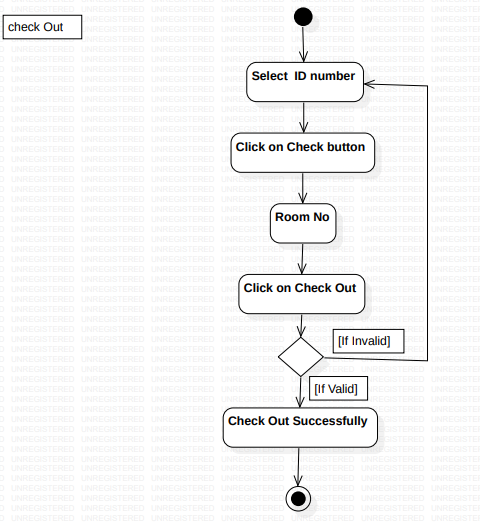 check Out
Select  ID number
Click on Check button
Room No
Click on Check Out
[If Invalid]
[If Valid]
Check Out Successfully
UNREGISTERED